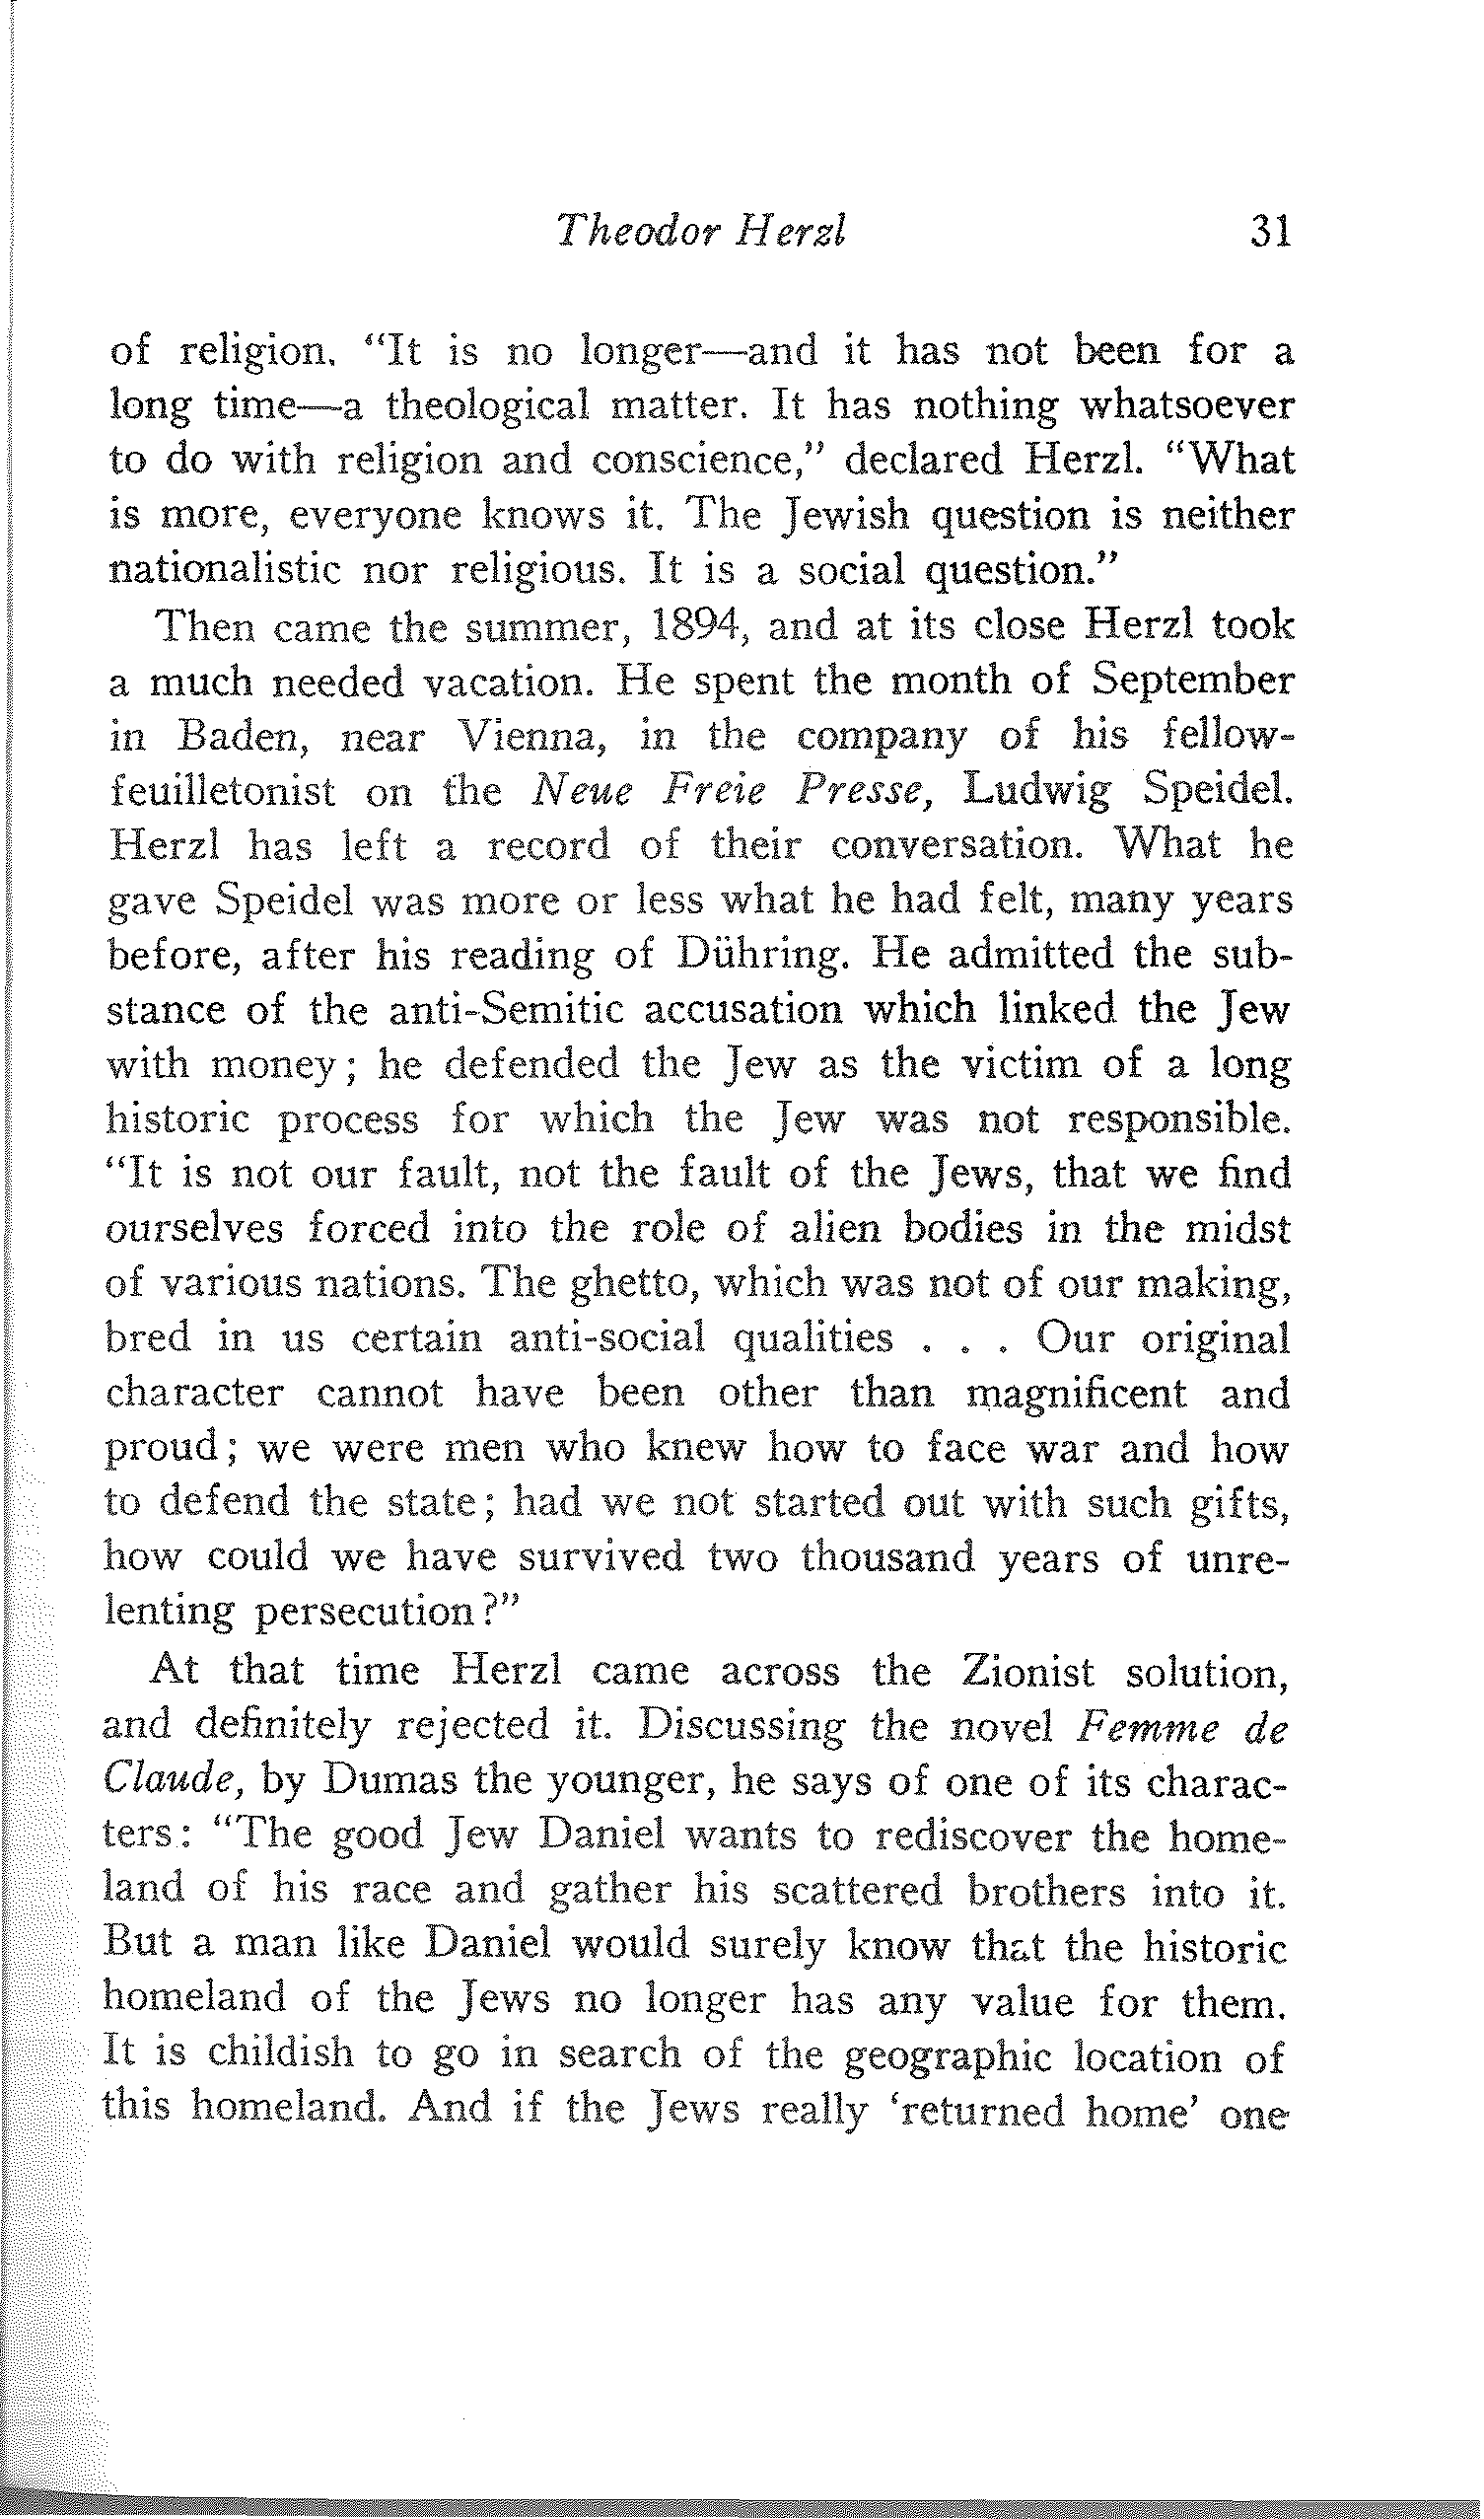 Theodor Herzl 31
of religion. “It is no longer—and it has not been for a
long time—a theological matter. It has nothing whatsoever
to do with religion and conscience,” declared Herzl. “What
is more, everyone knows it. The Jewish question is neither
nationalistic nor religious. It is a social question.”
Then came the summer, 1894, and at its close Herzl took
a much needed vacation. He spent the month of September
in Baden, near Vienna, in the company of his fellow-
feuilletonist on the Neue Freie Presse, Ludwig Speidel.
Herzl has left a record of their conversation. What he
gave Speidel was more or less what he had felt, many years
before, after his reading of Dühring. He admitted the sub-
stance of the anti-Semitic accusation which linked the Jew
with money; he defended the Jew as the victim of a long
historic process for which the Jew was not responsible.
“It is not our fault, not the fault of the Jews, that we find
ourselves forced into the role of alien bodies in the midst
of various nations. The ghetto, which was not of our making,
bred in us certain anti-social qualities . . . Our original
character cannot have been other than magnificent and
proud; we were men who knew how to face war and how
to defend the state; had we not started out with such gifts,
how could we have survived two thousand years of unre-
lenting persecution?”
At that time Herzl came across the Zionist solution,
and definitely rejected it. Discussing the novel Femme de
Claude, by Dumas the younger, he says of one of its charac-
ters: “The good Jew Daniel wants to rediscover the home-
land of his race and gather his scattered brothers into it.
But a man like Daniel would surely know that the historic
homeland of the Jews no longer has any value for them.
It is childish to go in search of the geographic location of
this homeland. And if the Jews really ‘returned home’ one